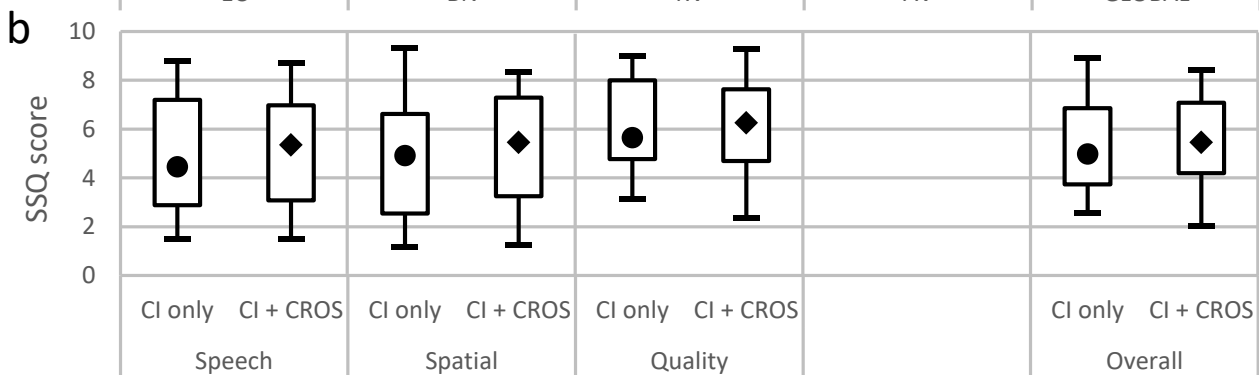 b
10
8
6
4
2
0
SSQ score
CI only CI + CROS CI only CI + CROS CI only CI + CROS CI only CI + CROS
Speech Spatial Quality Overall